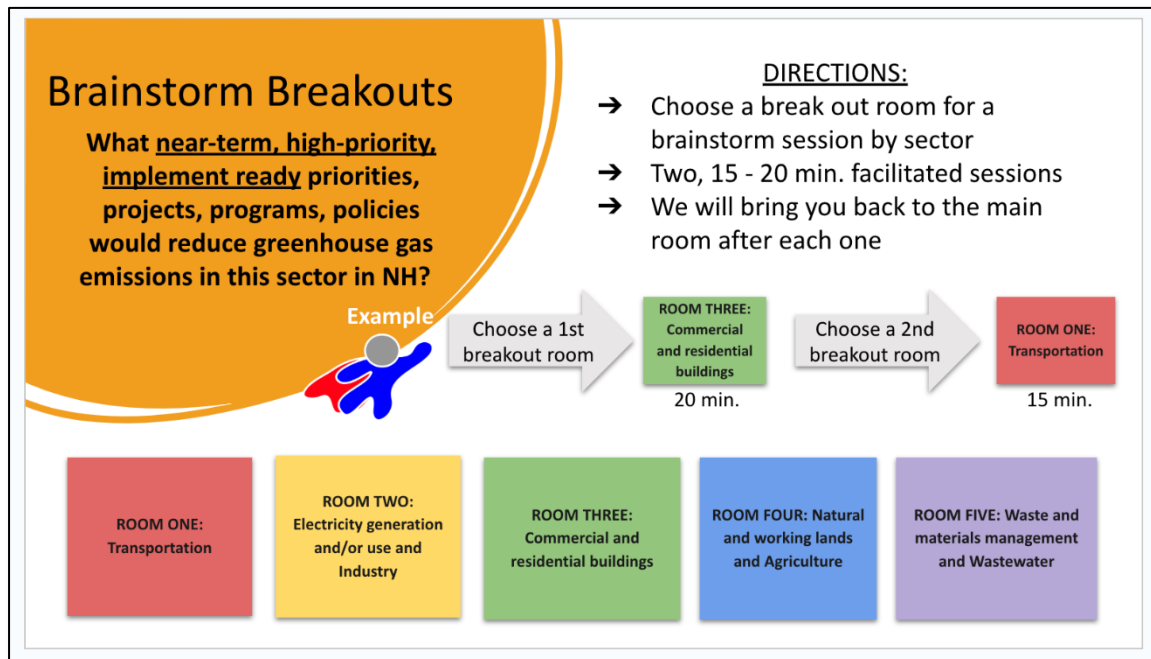 Brainstorm Breakouts
What near-term, high-priority,
implement ready priorities,
projects, programs, policies
would reduce greenhouse gas
emissions in this sector in NH?
DIRECTIONS:
➔ Choose a break out room for a
brainstorm session by sector
➔ Two, 15 - 20 min. facilitated sessions
➔ We will bring you back to the main
room after each one
Example
Choose a 1st
breakout room
ROOM THREE:
Commercial
and residential
buildings
20 min.
Choose a 2nd
breakout room
ROOM ONE:
Transportation
15 min.
ROOM ONE:
Transportation
ROOM TWO:
Electricity generation
and/or use and
Industry
ROOM THREE:
Commercial and
residential buildings
ROOM FOUR: Natural
and working lands
and Agriculture
ROOM FIVE: Waste and
materials management
and Wastewater